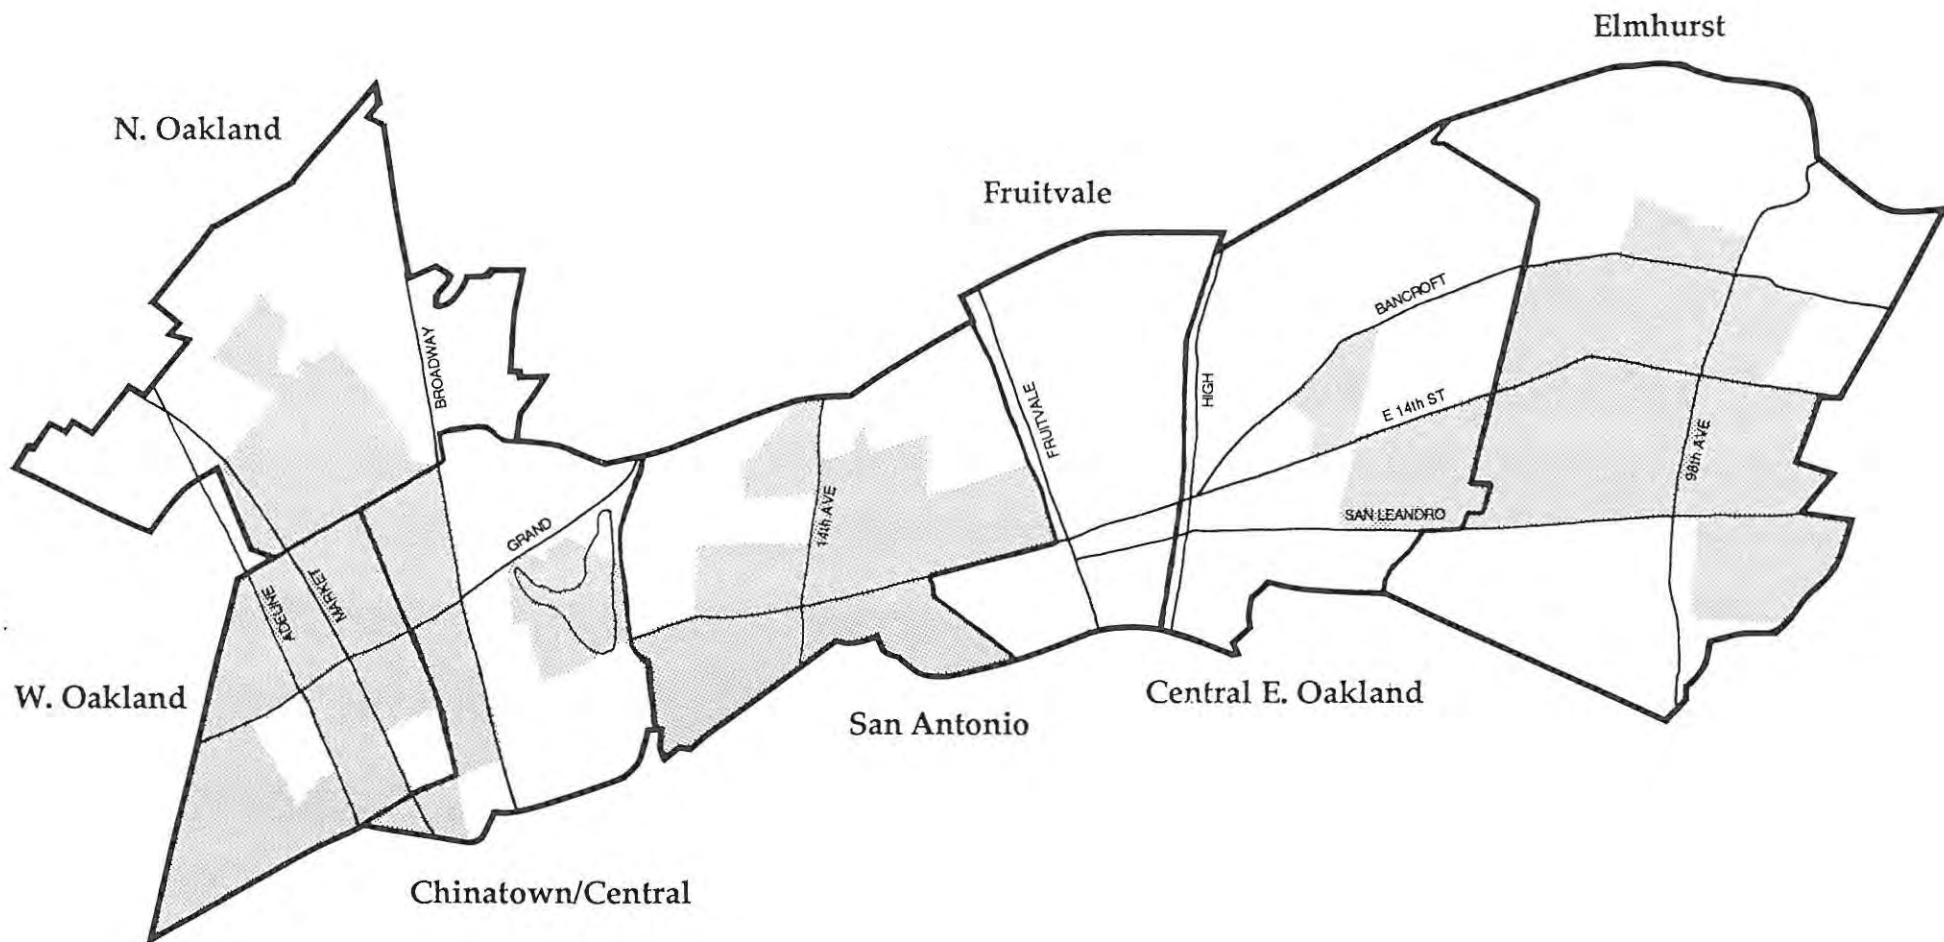 Elmhurst
N. Oakland
Fruitvale
BROADWAY
BANCROFT
FRUITVALE
HIGH
E 14th ST
98th AVE
14th AVE
GRAND
SAN LEANDRO
ADELINE
MARKET
W. Oakland
San Antonio
Central E. Oakland
Chinatown/Central